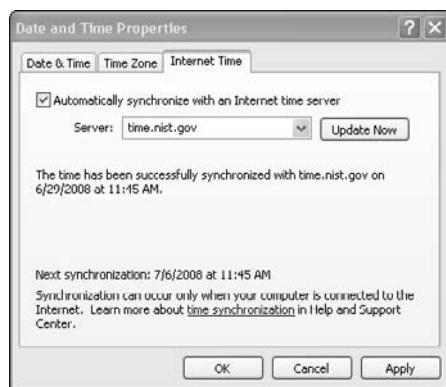 Date and Time Properties
Date & Time Time Zone Internet Time
Automatically synchronize with an Internet time server
Server: time.nist.gov Update Now
The time has been successfully synchronized with time.nist.gov on
6/29/2008 at 11:45 AM.
Next synchronization: 7/6/2008 at 11:45 AM
Synchronization can occur only when your computer is connected to the
Internet. Learn more about time synchronization in Help and Support
Center.
OK Cancel Apply